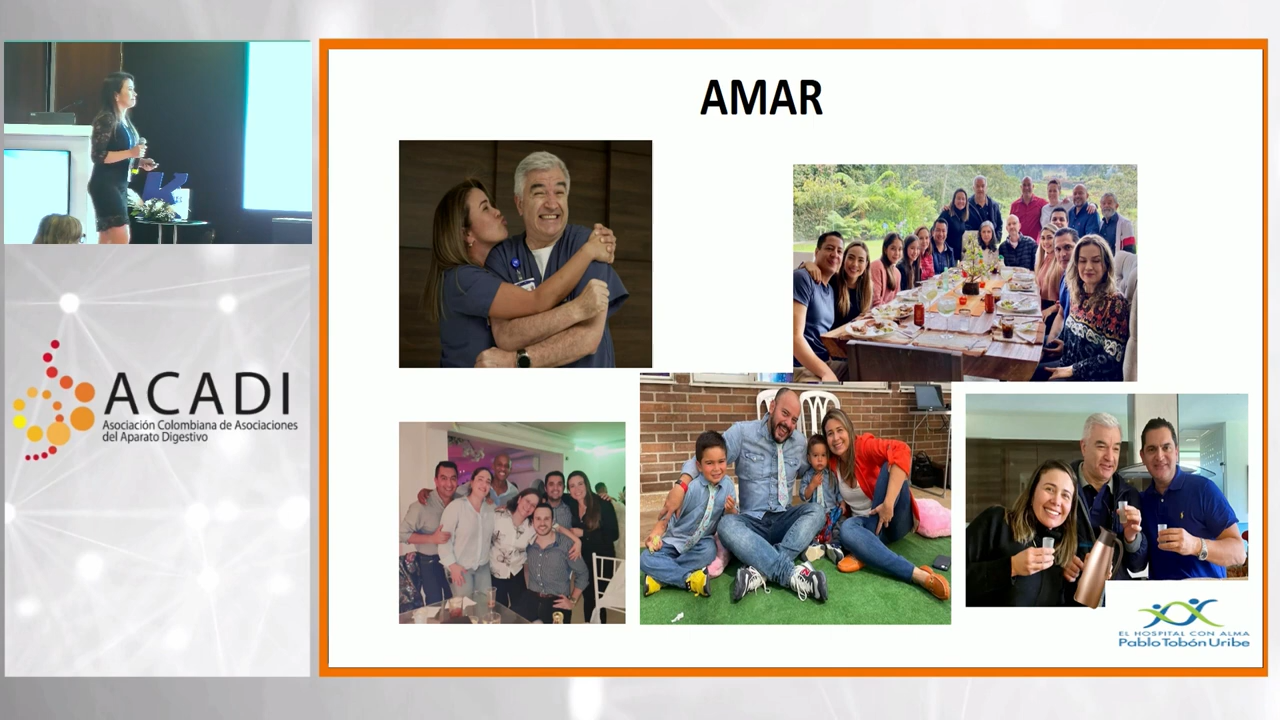 AMAR
ACADI
Asociación Colombiana de Asociaciones
del Aparato Digestivo
EL HOSPITAL CON ALMA
Pablo Tobón Uribe